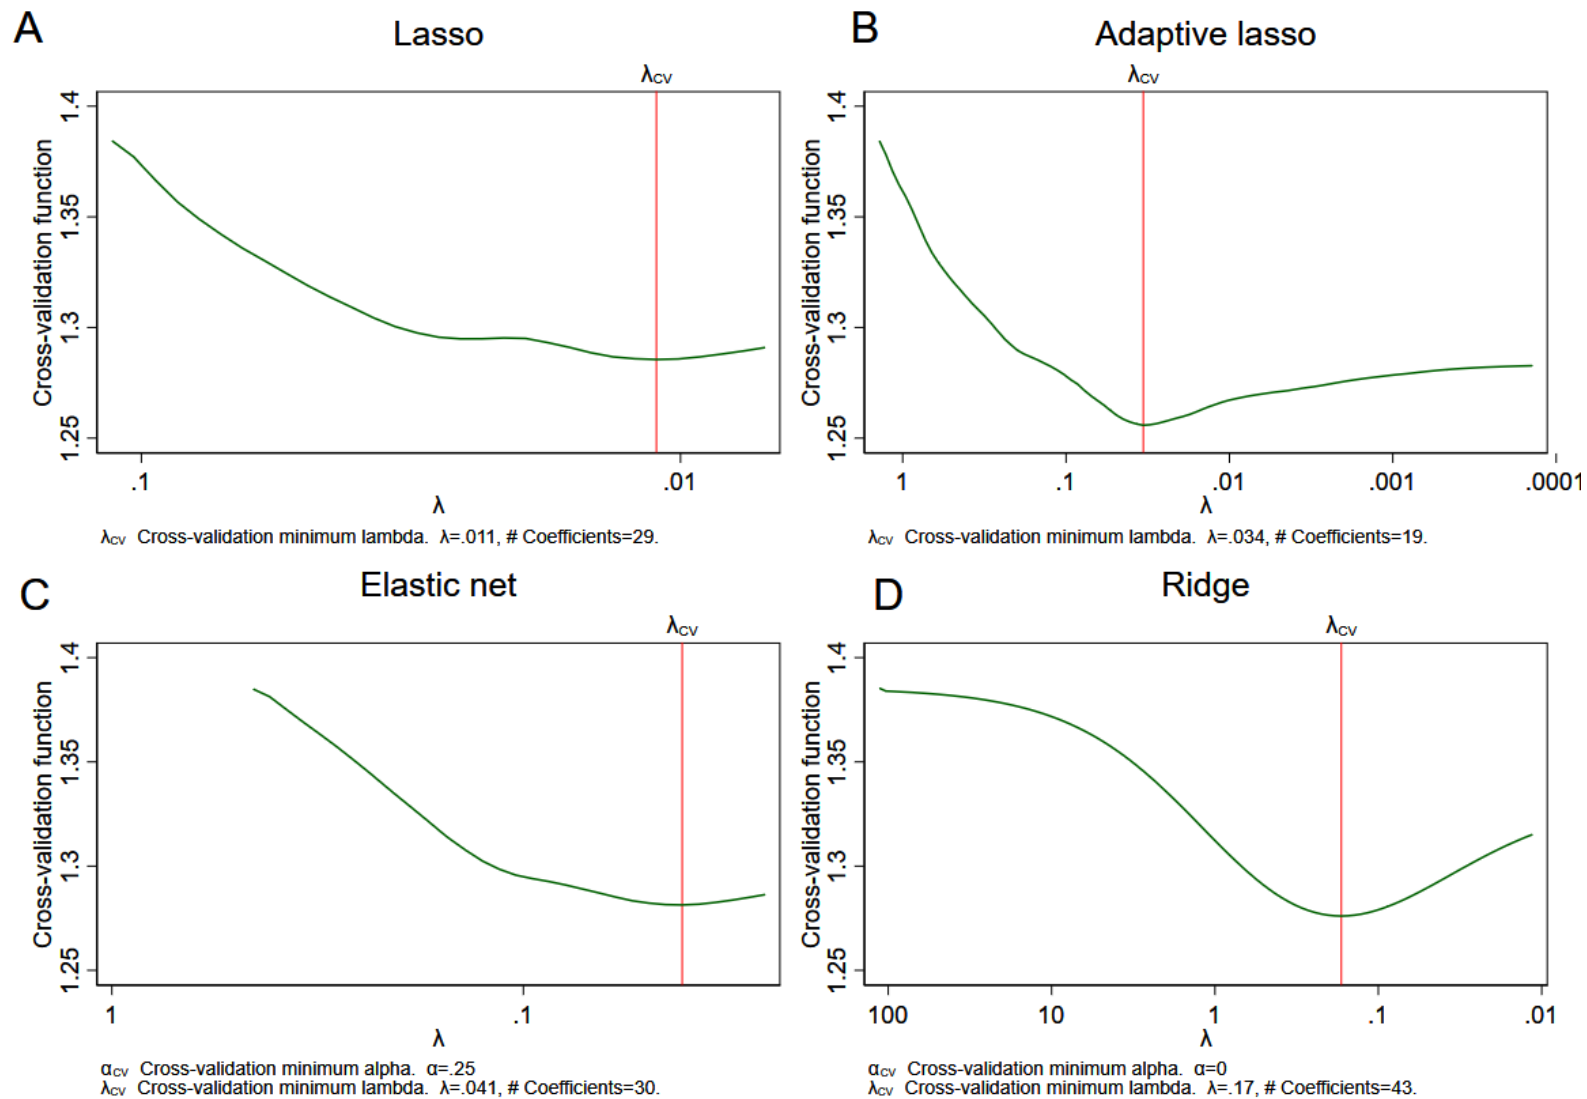 A
Lasso
λCV
Cross-validation function
1.4
1.35
1.3
1.25
.1
.01
λ
λCV Cross-validation minimum lambda. λ=.011, # Coefficients=29.
B
Adaptive lasso
λCV
Cross-validation function
1.4
1.35
1.3
1.25
1
.1
.01
.001
.0001
λ
λCV Cross-validation minimum lambda. λ=.034, # Coefficients=19.
C
Elastic net
λCV
Cross-validation function
1.4
1.35
1.3
1.25
1
.1
λ
αCV Cross-validation minimum alpha. α=.25
λCV Cross-validation minimum lambda. λ=.041, # Coefficients=30.
D
Ridge
λCV
Cross-validation function
1.4
1.35
1.3
1.25
100
10
1
.1
.01
λ
αCV Cross-validation minimum alpha. α=0
λCV Cross-validation minimum lambda. λ=.17, # Coefficients=43.